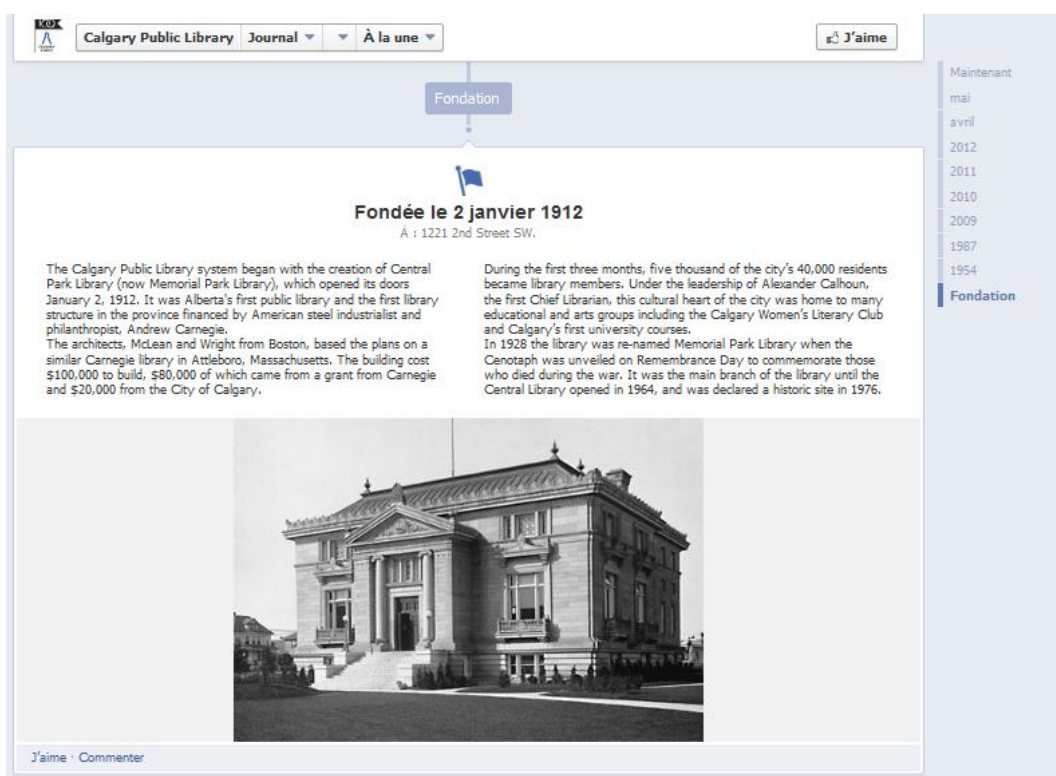 100
Calgary Public Library Journal À la une
J'aime
Fondation
Fondée le 2 janvier 1912
À : 1221 2nd Street SW.
The Calgary Public Library system began with the creation of Central
Park Library (now Memorial Park Library), which opened its doors
January 2, 1912. It was Alberta's first public library and the first library
structure in the province financed by American steel industrialist and
philanthropist, Andrew Carnegie.
The architects, McLean and Wright from Boston, based the plans on a
similar Carnegie library in Attleboro, Massachusetts. The building cost
$100,000 to build, $80,000 of which came from a grant from Carnegie
and $20,000 from the City of Calgary.
During the first three months, five thousand of the city's 40,000 residents
became library members. Under the leadership of Alexander Calhoun,
the first Chief Librarian, this cultural heart of the city was home to many
educational and arts groups including the Calgary Women's Literary Club
and Calgary's first university courses.
In 1928 the library was re-named Memorial Park Library when the
Cenotaph was unveiled on Remembrance Day to commemorate those
who died during the war. It was the main branch of the library until the
Central Library opened in 1964, and was declared a historic site in 1976.
J'aime · Commenter
Maintenant
mai
avril
2012
2011
2010
2009
1987
1954
Fondation